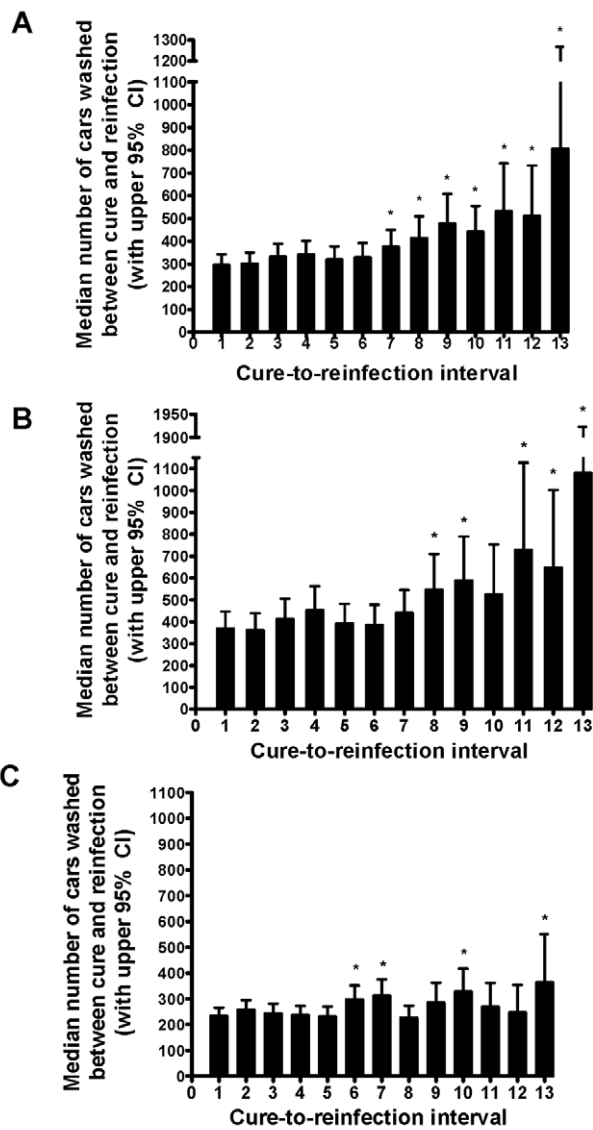 A
Median number of cars washed
between cure and reinfection
(with upper 95% CI)
1300
1200
1100
*
900
800
700
600
500
400
300
200
100
0
* * * * * *
0 1 2 3 4 5 6 7 8 9 10 11 12 13
Cure-to-reinfection interval
B
Median number of cars washed
between cure and reinfection
(with upper 95% CI)
1950
1900
*
1100
1000
900
800
700
600
500
400
300
200
100
0
* * * *
0 1 2 3 4 5 6 7 8 9 10 11 12 13
Cure-to-reinfection interval
C
Median number of cars washed
between cure and reinfection
(with upper 95% CI)
1100
1000
900
800
700
600
500
400
300
200
100
0
* * * *
0 1 2 3 4 5 6 7 8 9 10 11 12 13
Cure-to-reinfection interval